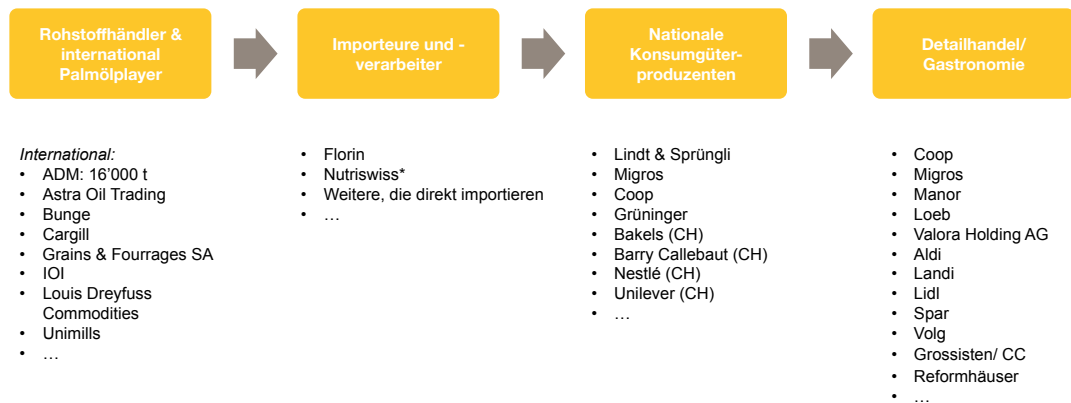 Rohstoffhändler &
international
Palmölplayer
Importeure und -
verarbeiter
Nationale
Konsumgüter-
produzenten
Detailhandel/
Gastronomie
International:
• ADM: 16'000 t
• Astra Oil Trading
• Bunge
• Cargill
• Grains & Fourrages SA
• IOI
• Louis Dreyfuss
Commodities
• Unimills
• …
• Florin
• Nutriswiss*
• Weitere, die direkt importieren
• …
• Lindt & Sprüngli
• Migros
• Coop
• Grüninger
• Bakels (CH)
• Barry Callebaut (CH)
• Nestlé (CH)
• Unilever (CH)
• …
• Coop
• Migros
• Manor
• Loeb
• Valora Holding AG
• Aldi
• Landi
• Lidl
• Spar
• Volg
• Grossisten/ CC
• Reformhäuser
• …